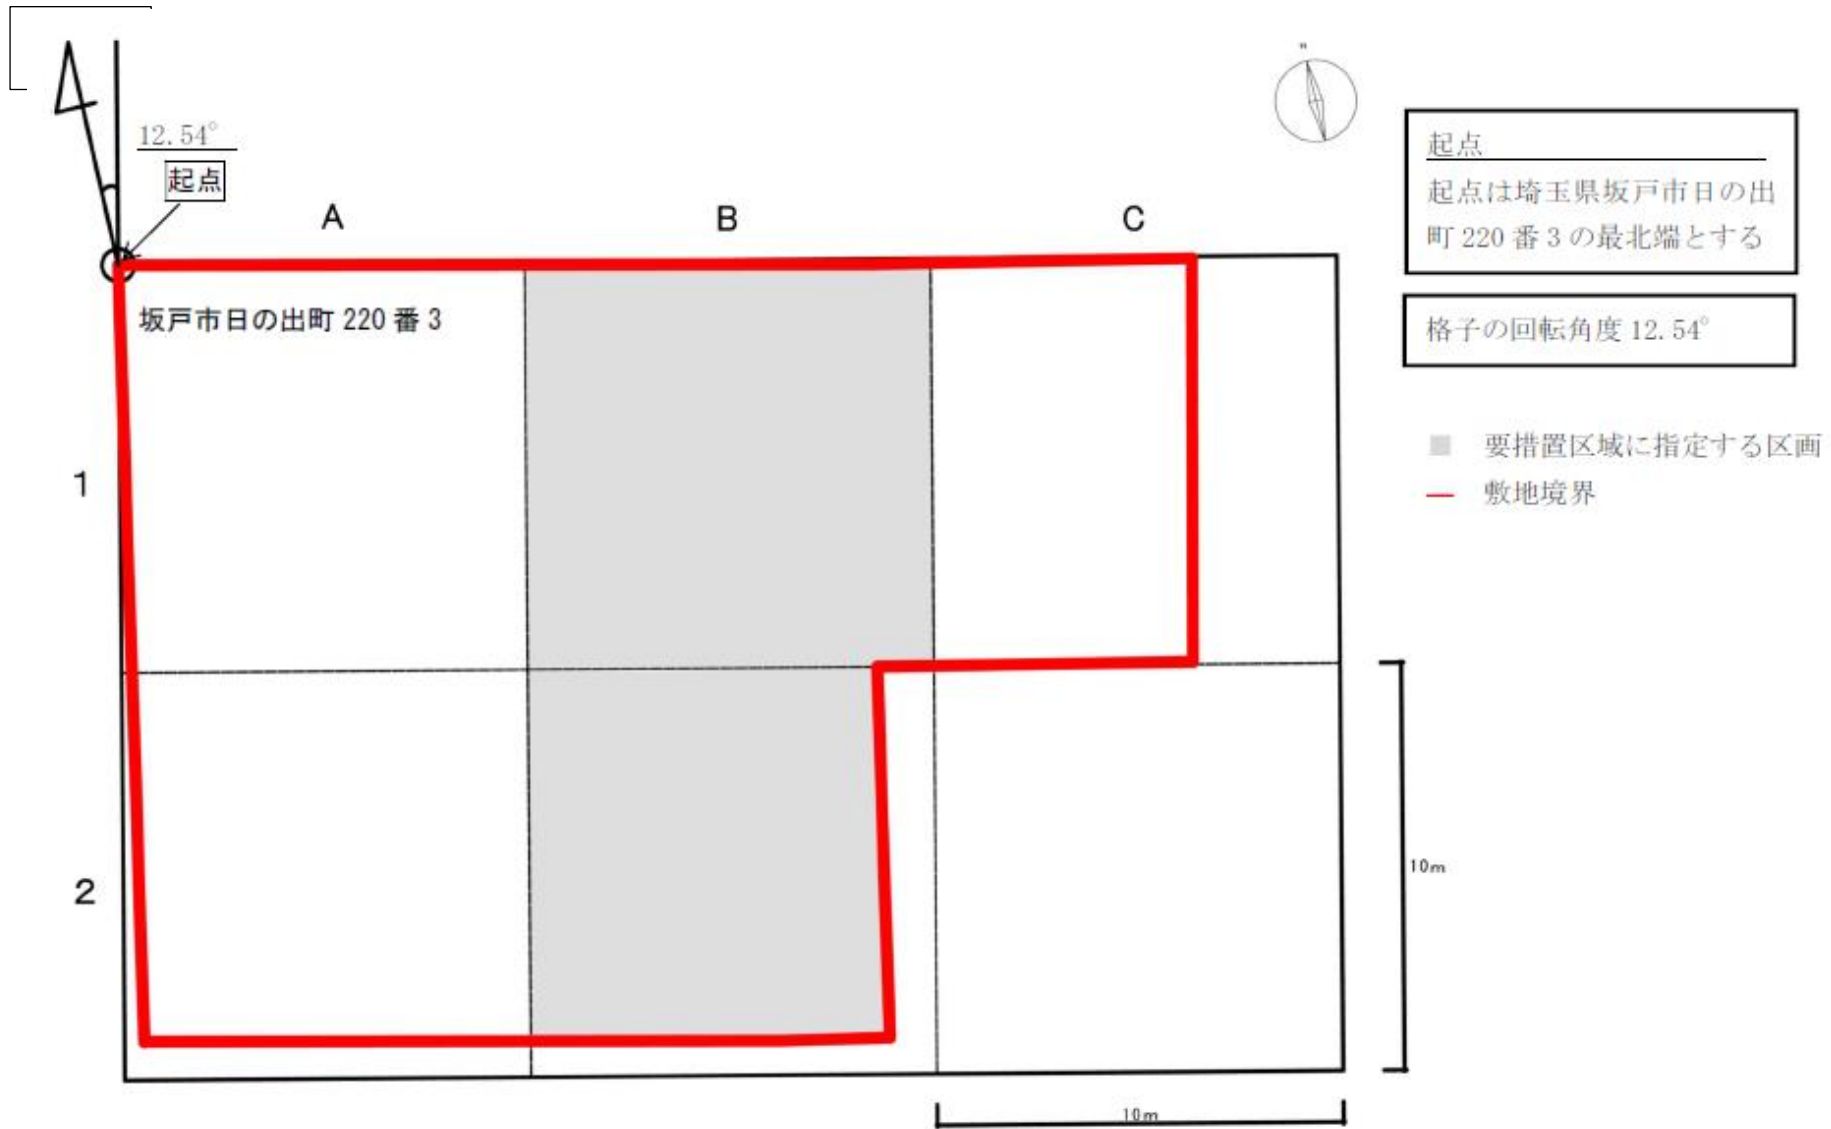 12.54°
起点
A
B
C
坂戸市日の出町 220 番 3
1
2
起点
起点は埼玉県坂戸市日の出
町 220 番 3 の最北端とする
格子の回転角度 12.54°
要措置区域に指定する区画
敷地境界
10m
10m